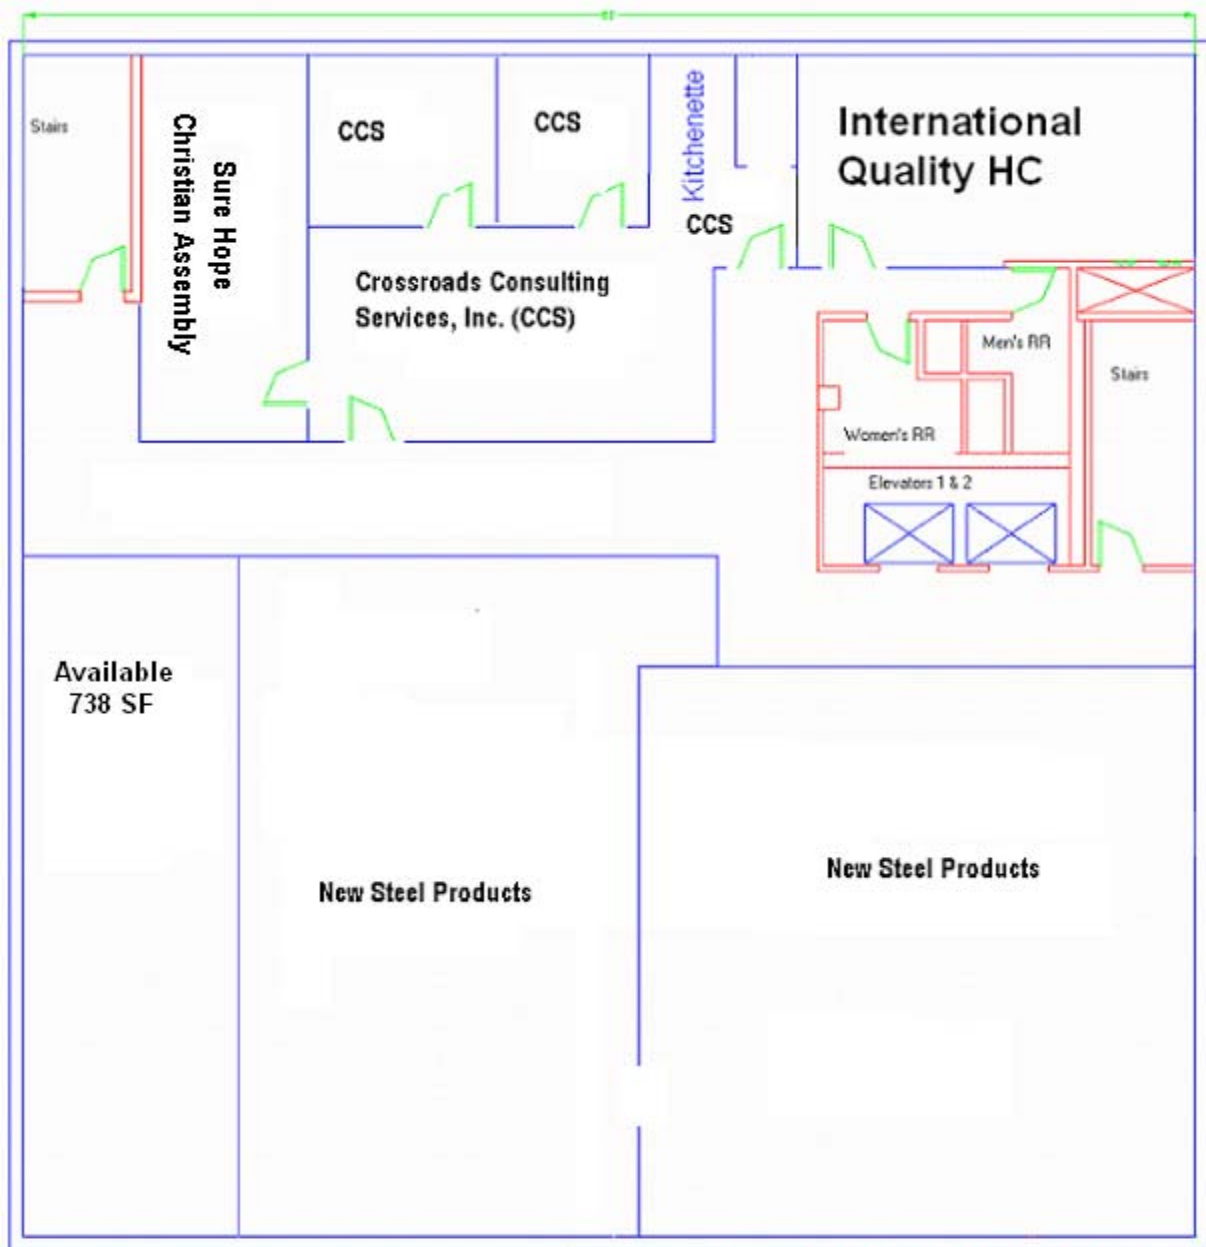 Stairs
Sure Hope
Christian Assembly
CCS
CCS
Kitchenette
CCS
International
Quality HC
Crossroads Consulting
Services, Inc. (CCS)
Men's RR
Stairs
Women's RR
Elevators 1 & 2
Available
738 SF
New Steel Products
New Steel Products